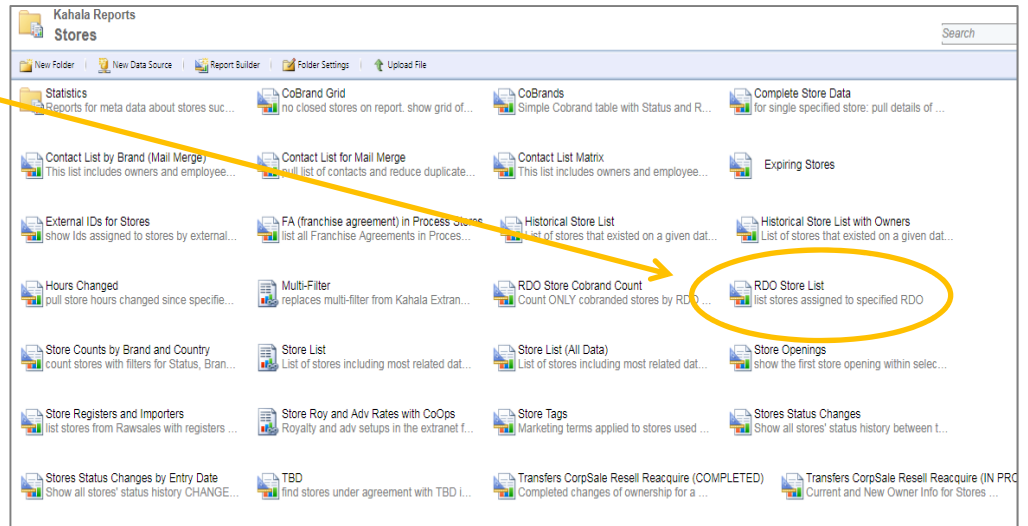 Kahala Reports
Stores
Search
New Folder New Data Source Report Builder Folder Settings Upload File
Statistics CoBrand Grid CoBrands Complete Store Data
Reports for meta data about stores suc... no closed stores on report. show grid of... Simple Cobrand table with Status and R... for single specified store: pull details of ...
Contact List by Brand (Mail Merge) Contact List for Mail Merge Contact List Matrix Expiring Stores
This list includes owners and employee... pull list of contacts and reduce duplicate... This list includes owners and employee...
External IDs for Stores FA (franchise agreement) in Process Stores Historical Store List Historical Store List with Owners
show Ids assigned to stores by external... list all Franchise Agreements in Proces... List of stores that existed on a given dat... List of stores that existed on a given dat...
Hours Changed Multi-Filter RDO Store Cobrand Count RDO Store List
pull store hours changed since specifie... replaces multi-filter from Kahala Extran... Count ONLY cobranded stores by RDO ... list stores assigned to specified RDO
Store Counts by Brand and Country Store List Store List (All Data) Store Openings
count stores with filters for Status, Bran... List of stores including most related dat... List of stores including most related dat... show the first store opening within selec...
Store Registers and Importers Store Roy and Adv Rates with CoOps Store Tags Stores Status Changes
list stores from Rawsales with registers ... Royalty and adv setups in the extranet f... Marketing terms applied to stores used ... Show all stores' status history between t...
Stores Status Changes by Entry Date TBD Transfers CorpSale Resell Reacquire (COMPLETED) Transfers CorpSale Resell Reacquire (IN PRO
Show all stores' status history CHANGE... find stores under agreement with TBD i... Completed changes of ownership for a ... Current and New Owner Info for Stores ...